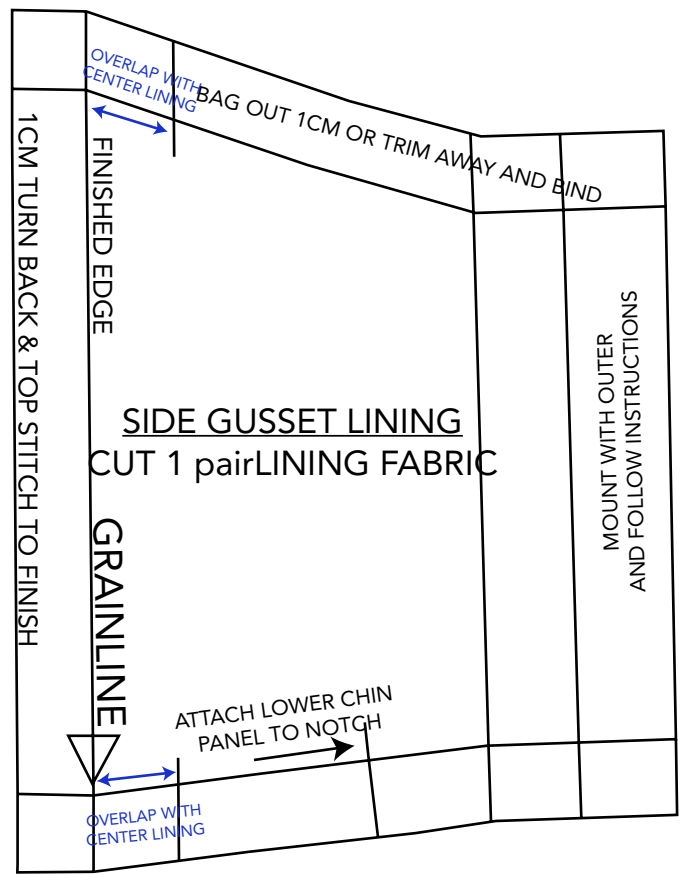 OVERLAP WITH
CENTER LINING
BAG OUT 1CM OR TRIM AWAY AND BIND
1CM TURN BACK & TOP STITCH TO FINISH
FINISHED EDGE
SIDE GUSSET LINING
CUT 1 pairLINING FABRIC
MOUNT WITH OUTER
AND FOLLOW INSTRUCTIONS
GRAINLINE
ATTACH LOWER CHIN
PANEL TO NOTCH
OVERLAP WITH
CENTER LINING